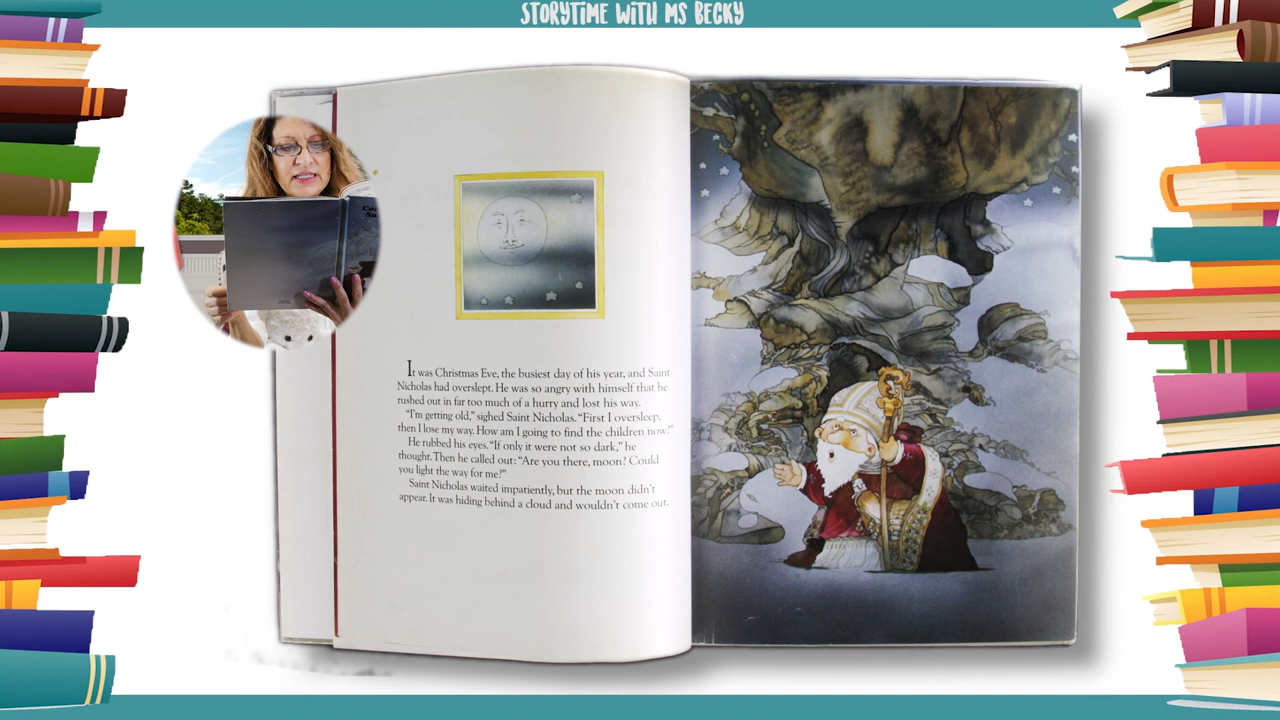 STORYTIME WITH MS BECKY
It was Christmas Eve, the busiest day of his year, and Saint
Nicholas had overslept. He was so angry with himself that he
rushed out in far too much of a hurry and lost his way.
"I'm getting old," sighed Saint Nicholas. "First I oversleep,
then I lose my way. How am I going to find the children now?"
He rubbed his eyes. "If only it were not so dark," he
thought. Then he called out: "Are you there, moon? Could
you light the way for me?"
Saint Nicholas waited impatiently, but the moon didn't
appear. It was hiding behind a cloud and wouldn't come out.